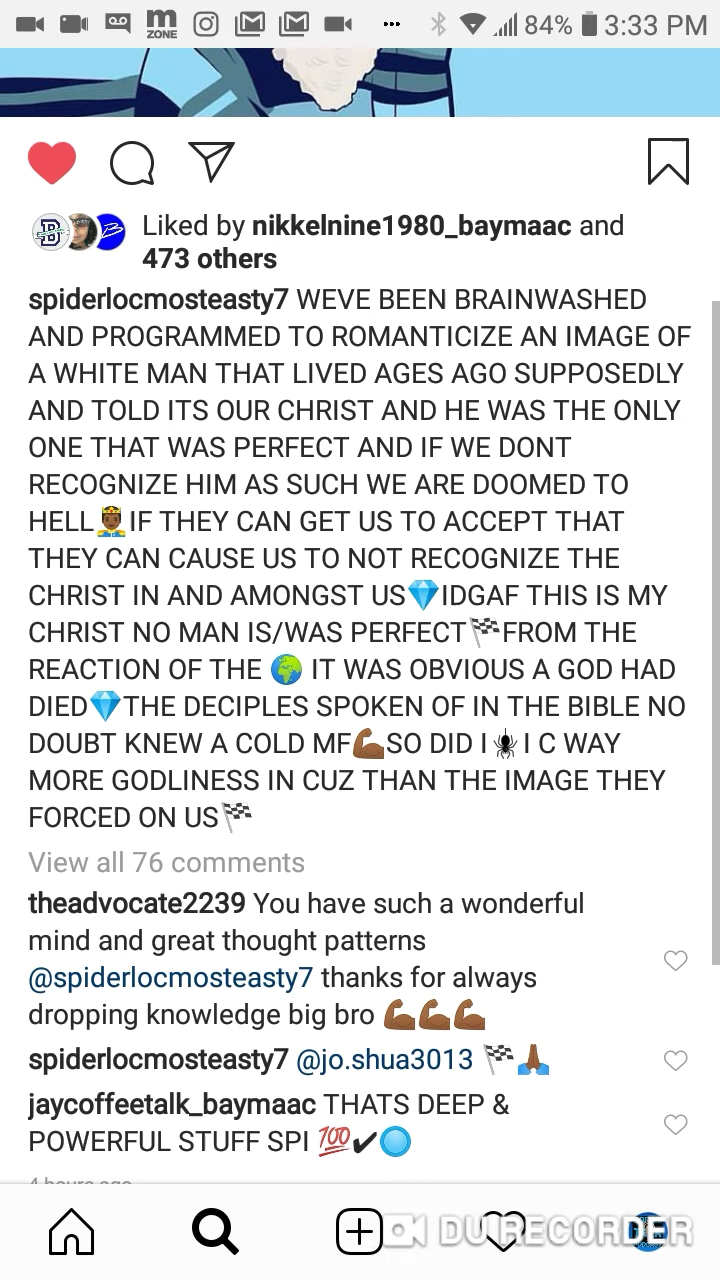 m
ZONE
84% 3:33 PM
Liked by nikkelnine1980_baymaac and
473 others
spiderlocmosteasty7 WEVE BEEN BRAINWASHED
AND PROGRAMMED TO ROMANTICIZE AN IMAGE OF
A WHITE MAN THAT LIVED AGES AGO SUPPOSEDLY
AND TOLD ITS OUR CHRIST AND HE WAS THE ONLY
ONE THAT WAS PERFECT AND IF WE DONT
RECOGNIZE HIM AS SUCH WE ARE DOOMED TO
HELL🤴🏾IF THEY CAN GET US TO ACCEPT THAT
THEY CAN CAUSE US TO NOT RECOGNIZE THE
CHRIST IN AND AMONGST US💎IDGAF THIS IS MY
CHRIST NO MAN IS/WAS PERFECT🏁FROM THE
REACTION OF THE 🌍 IT WAS OBVIOUS A GOD HAD
DIED💎THE DECIPLES SPOKEN OF IN THE BIBLE NO
DOUBT KNEW A COLD MF💪🏾SO DID I🕷I C WAY
MORE GODLINESS IN CUZ THAN THE IMAGE THEY
FORCED ON US🏁
View all 76 comments
theadvocate2239 You have such a wonderful
mind and great thought patterns
@spiderlocmosteasty7 thanks for always
dropping knowledge big bro 💪🏾💪🏾💪🏾
spiderlocmosteasty7 @jo.shua3013 🏁🙏🏾
jaycoffeetalk_baymaac THATS DEEP &
POWERFUL STUFF SPI 💯✔🔵
4 hours ago
DU RECORDER